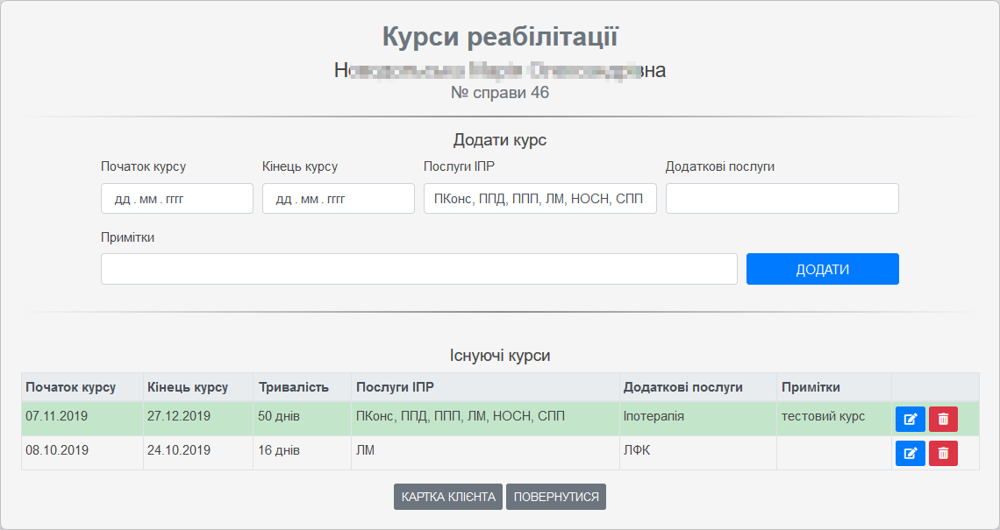 Курси реабілітації
№ справи 46
Додати курс
Початок курсу Кінець курсу Послуги ІПР Додаткові послуги
дд . мм . гггг дд . мм . гггг ПКонс, ППД, ППП, ЛМ, НОСН, СПП
Примітки
ДОДАТИ
Існуючі курси
Початок курсу Кінець курсу Тривалість Послуги ІПР Додаткові послуги Примітки
07.11.2019 27.12.2019 50 днів ПКонс, ППД, ППП, ЛМ, НОСН, СПП Іпотерапія тестовий курс
08.10.2019 24.10.2019 16 днів ЛМ ЛФК
КАРТКА КЛІЄНТА ПОВЕРНУТИСЯ